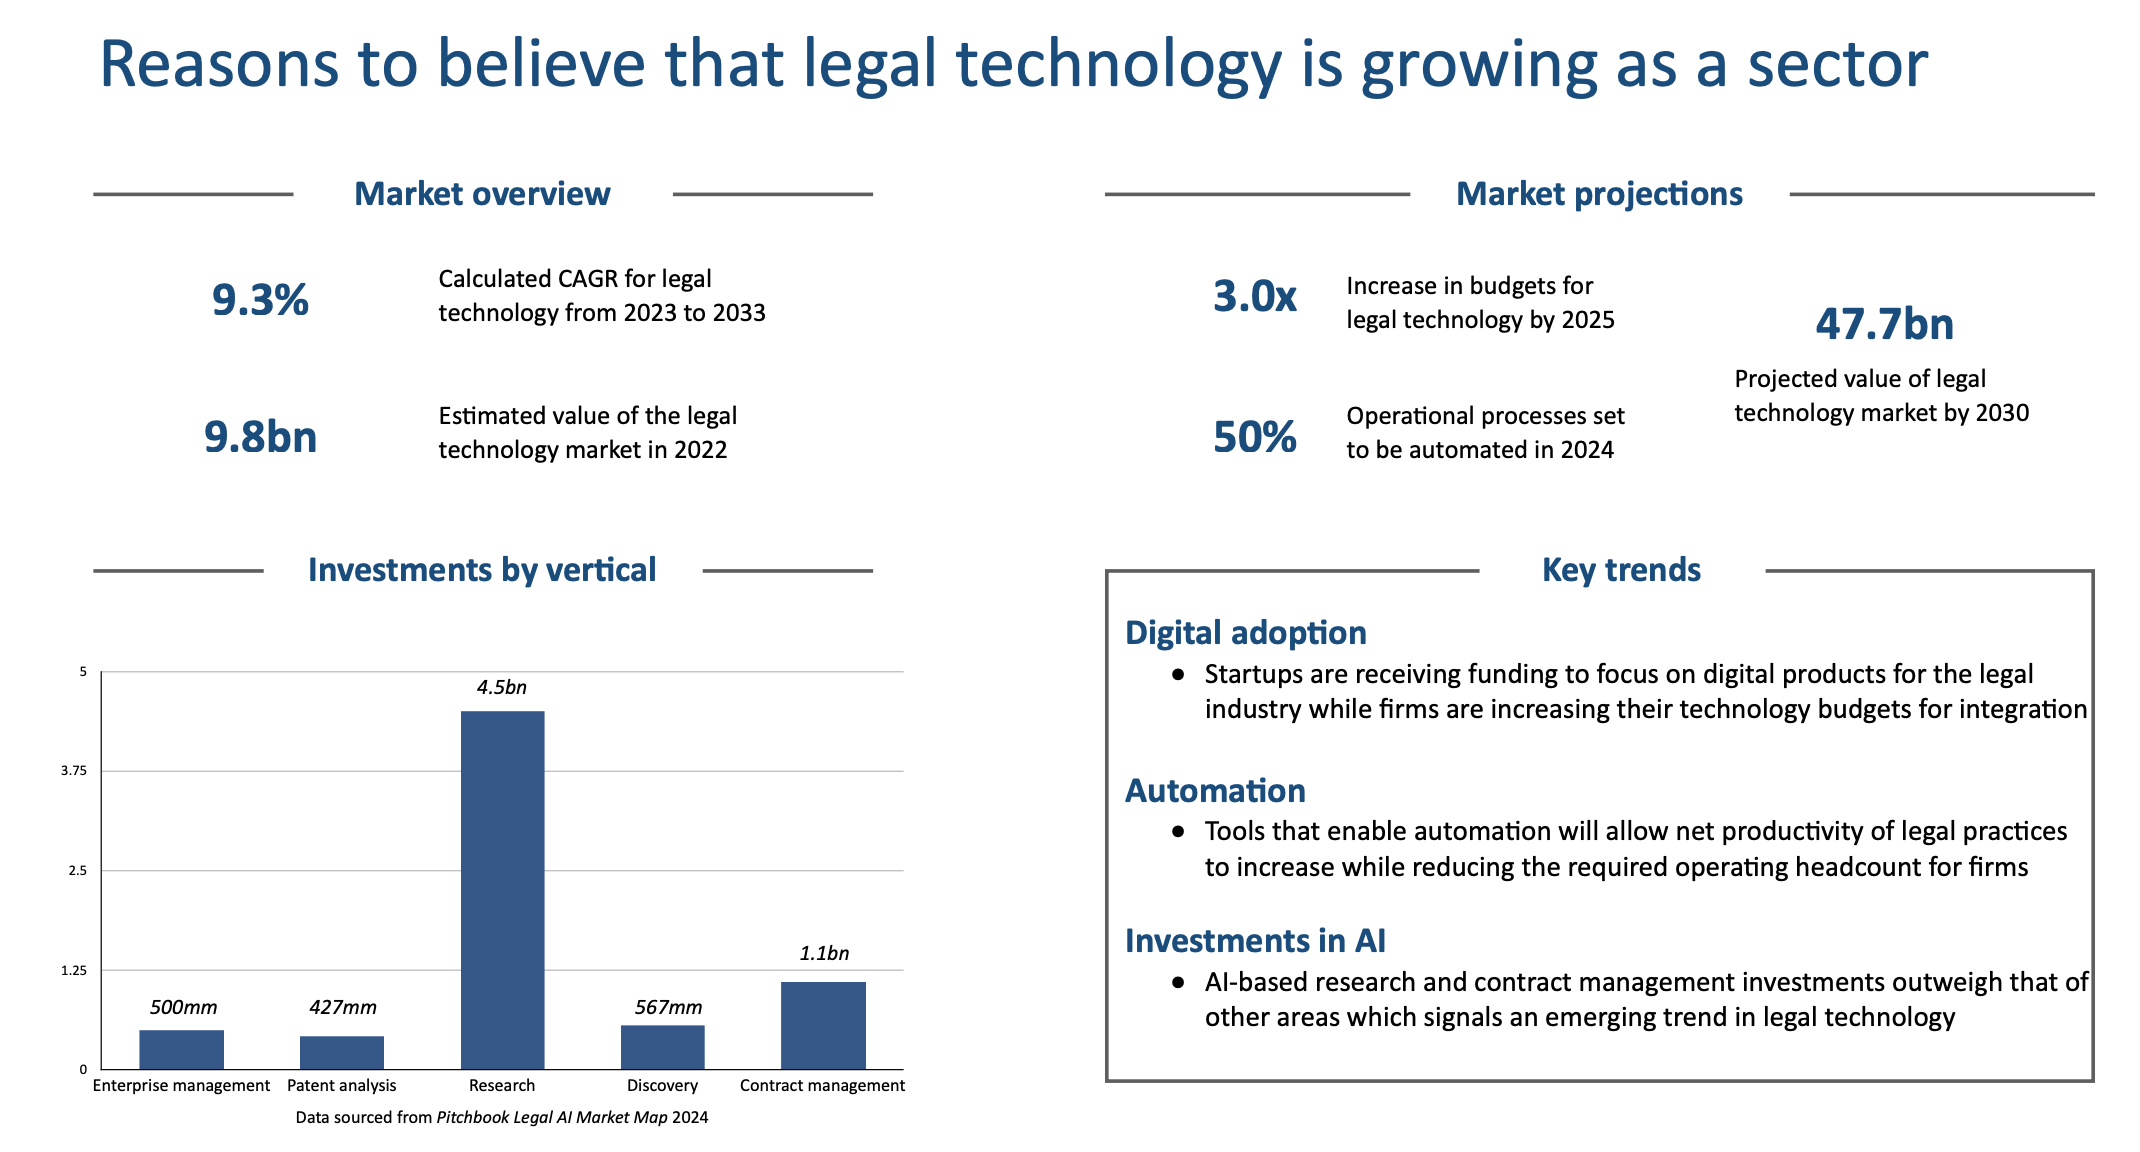 Reasons to believe that legal technology is growing as a sector
Market overview
9.3%
Calculated CAGR for legal
technology from 2023 to 2033
9.8bn
Estimated value of the legal
technology market in 2022
Market projections
3.0x
Increase in budgets for
legal technology by 2025
50%
Operational processes set
to be automated in 2024
47.7bn
Projected value of legal
technology market by 2030
Investments by vertical
5
3.75
2.5
1.25
0
500mm
427mm
4.5bn
567mm
1.1bn
Enterprise management
Patent analysis
Research
Discovery
Contract management
Data sourced from Pitchbook Legal AI Market Map 2024
Key trends
Digital adoption
● Startups are receiving funding to focus on digital products for the legal
industry while firms are increasing their technology budgets for integration
Automation
● Tools that enable automation will allow net productivity of legal practices
to increase while reducing the required operating headcount for firms
Investments in AI
● AI-based research and contract management investments outweigh that of
other areas which signals an emerging trend in legal technology